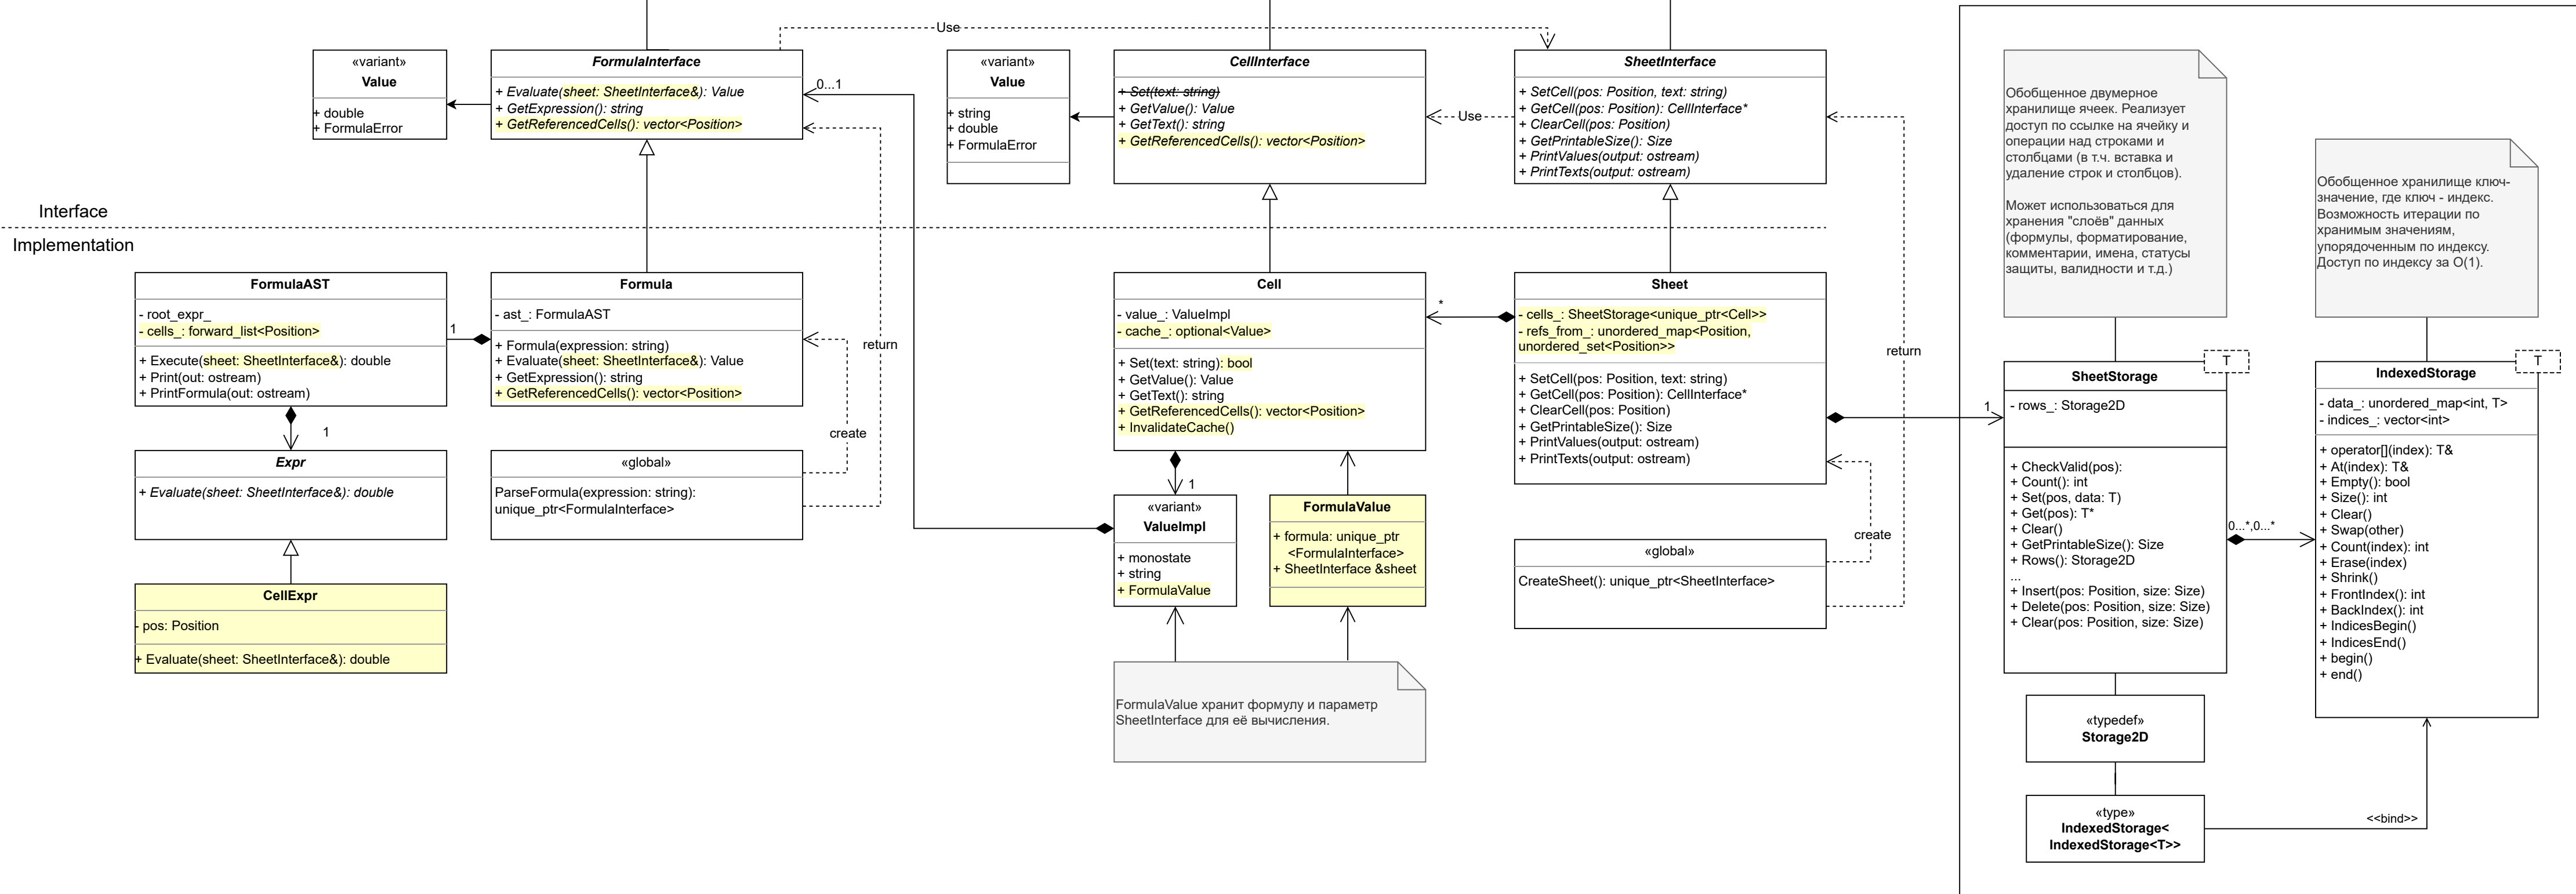 Use
«variant»
Value
+ double
+ FormulaError
FormulaInterface
+ Evaluate(sheet: SheetInterface&): Value
+ GetExpression(): string
+ GetReferencedCells(): vector<Position>
0...1
«variant»
Value
+ string
+ double
+ FormulaError
CellInterface
+ Set(text: string)
+ GetValue(): Value
+ GetText(): string
+ GetReferencedCells(): vector<Position>
Use
SheetInterface
+ SetCell(pos: Position, text: string)
+ GetCell(pos: Position): CellInterface*
+ ClearCell(pos: Position)
+ GetPrintableSize(): Size
+ PrintValues(output: ostream)
+ PrintTexts(output: ostream)
Обобщенное двумерное
хранилище ячеек. Реализует
доступ по ссылке на ячейку и
операции над строками и
столбцами (в т.ч. вставка и
удаление строк и столбцов).
Может использоваться для
хранения "слоёв" данных
(формулы, форматирование,
комментарии, имена, статусы
защиты, валидности и т.д.)
Обобщенное хранилище ключ-
значение, где ключ - индекс.
Возможность итерации по
хранимым значениям,
упорядоченным по индексу.
Доступ по индексу за O(1).
Interface
Implementation
FormulaAST
- root_expr_
- cells_: forward_list<Position>
+ Execute(sheet: SheetInterface&): double
+ Print(out: ostream)
+ PrintFormula(out: ostream)
1
Formula
- ast_: FormulaAST
+ Formula(expression: string)
+ Evaluate(sheet: SheetInterface&): Value
+ GetExpression(): string
+ GetReferencedCells(): vector<Position>
return
create
Cell
- value_: ValueImpl
- cache_: optional<Value>
+ Set(text: string): bool
+ GetValue(): Value
+ GetText(): string
+ GetReferencedCells(): vector<Position>
+ InvalidateCache()
*
Sheet
- cells_: SheetStorage<unique_ptr<Cell>>
- refs_from_: unordered_map<Position,
unordered_set<Position>>
+ SetCell(pos: Position, text: string)
+ GetCell(pos: Position): CellInterface*
+ ClearCell(pos: Position)
+ GetPrintableSize(): Size
+ PrintValues(output: ostream)
+ PrintTexts(output: ostream)
return
1
T
SheetStorage
- rows_: Storage2D
+ CheckValid(pos):
+ Count(): int
+ Set(pos, data: T)
+ Get(pos): T*
+ Clear()
+ GetPrintableSize(): Size
+ Rows(): Storage2D
...
+ Insert(pos: Position, size: Size)
+ Delete(pos: Position, size: Size)
+ Clear(pos: Position, size: Size)
0...*,0...*
T
IndexedStorage
- data_: unordered_map<int, T>
- indices_: vector<int>
+ operator[](index): T&
+ At(index): T&
+ Empty(): bool
+ Size(): int
+ Clear()
+ Swap(other)
+ Count(index): int
+ Erase(index)
+ Shrink()
+ FrontIndex(): int
+ BackIndex(): int
+ IndicesBegin()
+ IndicesEnd()
+ begin()
+ end()
1
Expr
+ Evaluate(sheet: SheetInterface&): double
«global»
ParseFormula(expression: string):
unique_ptr<FormulaInterface>
1
«variant»
ValueImpl
+ monostate
+ string
+ FormulaValue
FormulaValue
+ formula: unique_ptr
<FormulaInterface>
+ SheetInterface &sheet
create
«global»
CreateSheet(): unique_ptr<SheetInterface>
CellExpr
- pos: Position
+ Evaluate(sheet: SheetInterface&): double
FormulaValue хранит формулу и параметр
SheetInterface для её вычисления.
«typedef»
Storage2D
«type»
IndexedStorage<
IndexedStorage<T>>
<<bind>>